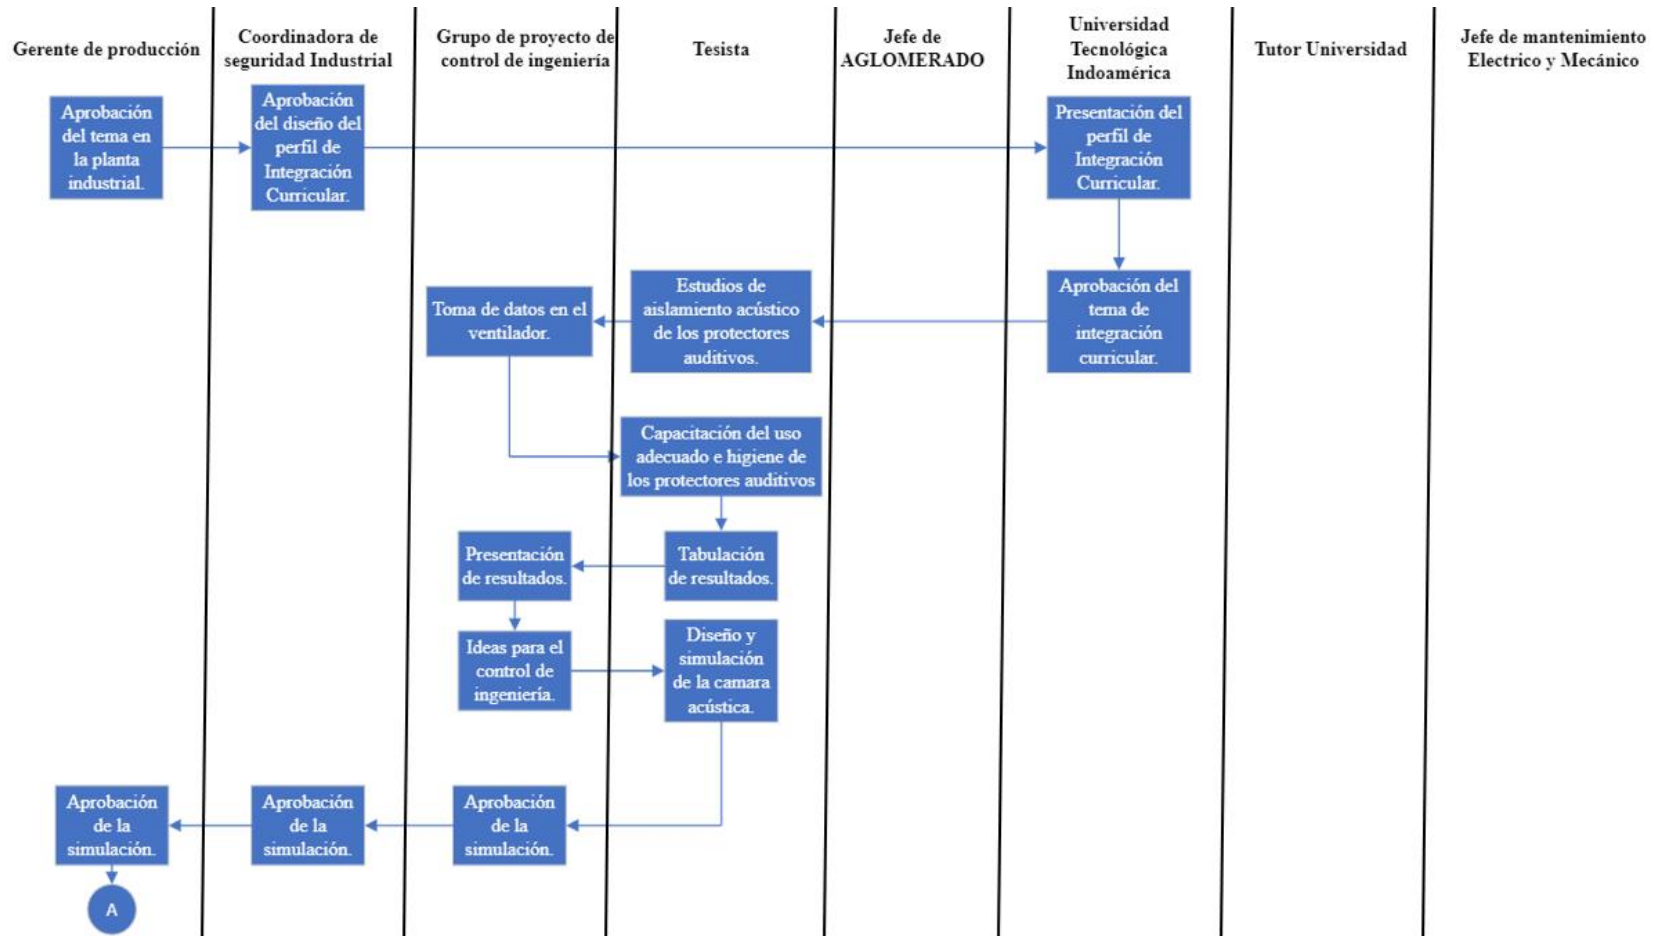 Gerente de producción
Coordinadora de
seguridad Industrial
Grupo de proyecto de
control de ingeniería
Tesista
Jefe de
AGLOMERADO
Universidad
Tecnológica
Indoamérica
Tutor Universidad
Jefe de mantenimiento
Electrico y Mecánico
Aprobación
del tema en
la planta
industrial.
Aprobación
del diseño del
perfil de
Integración
Curricular.
Presentación del
perfil de
Integración
Curricular.
Toma de datos en el
ventilador.
Estudios de
aislamiento acústico
de los protectores
auditivos.
Aprobación del
tema de
integración
curricular.
Capacitación del uso
adecuado e higiene de
los protectores auditivos
Presentación
de resultados.
Tabulación
de resultados.
Ideas para el
control de
ingeniería.
Diseño y
simulación
de la camara
acústica.
Aprobación
de la
simulación.
Aprobación
de la
simulación.
Aprobación
de la
simulación.
A